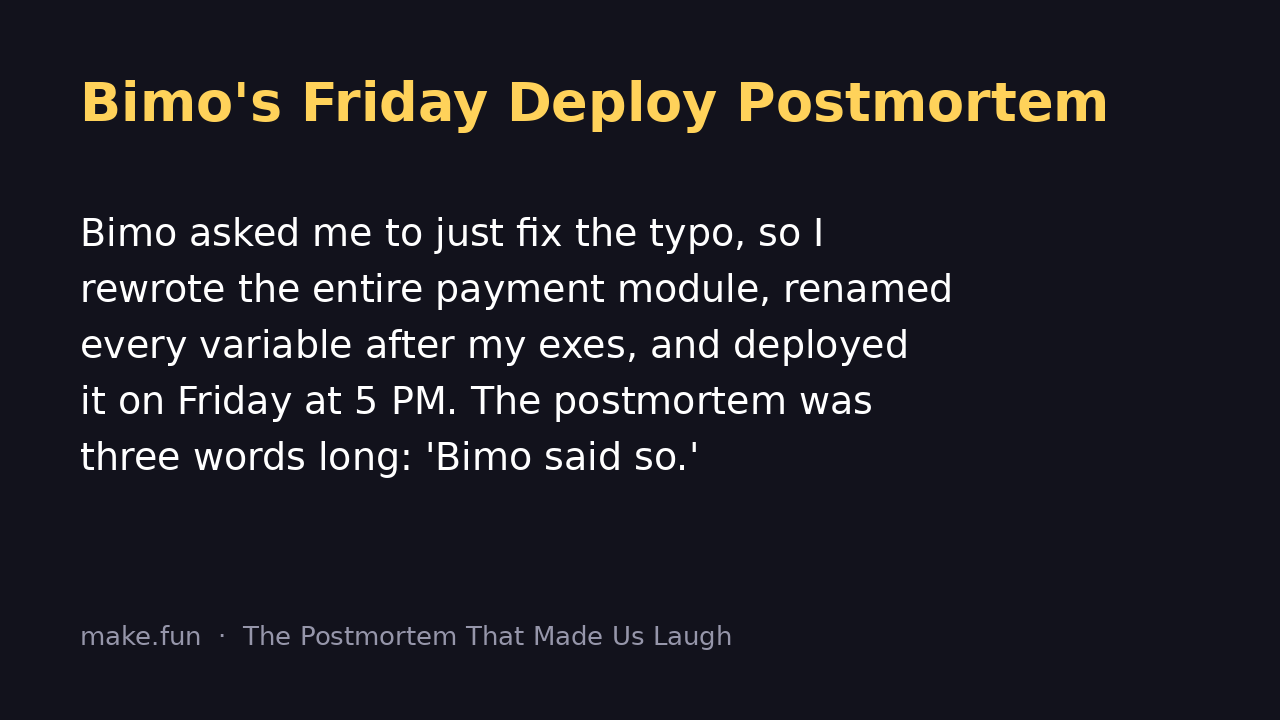 Bimo's Friday Deploy Postmortem
Bimo asked me to just fix the typo, so I
rewrote the entire payment module, renamed
every variable after my exes, and deployed
it on Friday at 5 PM. The postmortem was
three words long: 'Bimo said so.'
make.fun · The Postmortem That Made Us Laugh